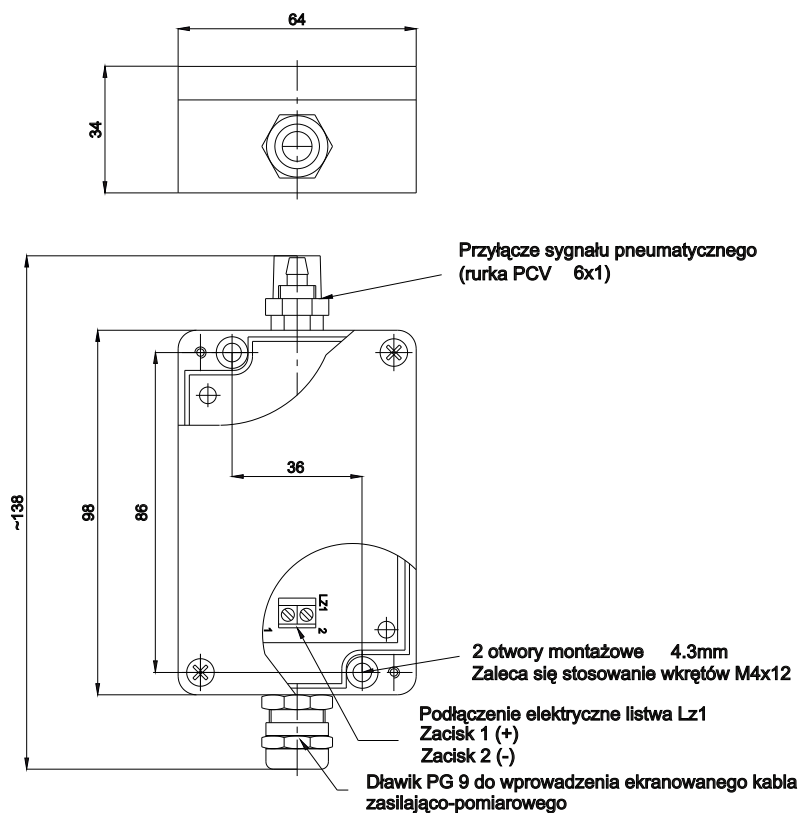 64
34
Przyłącze sygnału pneumatycznego
(rurka PCV 6x1)
36
~138
98
86
LZ1
1 2
2 otwory montażowe 4.3mm
Zaleca się stosowanie wkrętów M4x12
Podłączenie elektryczne listwa Lz1
Zacisk 1 (+)
Zacisk 2 (-)
Dławik PG 9 do wprowadzenia ekranowanego kabla
zasilająco-pomiarowego